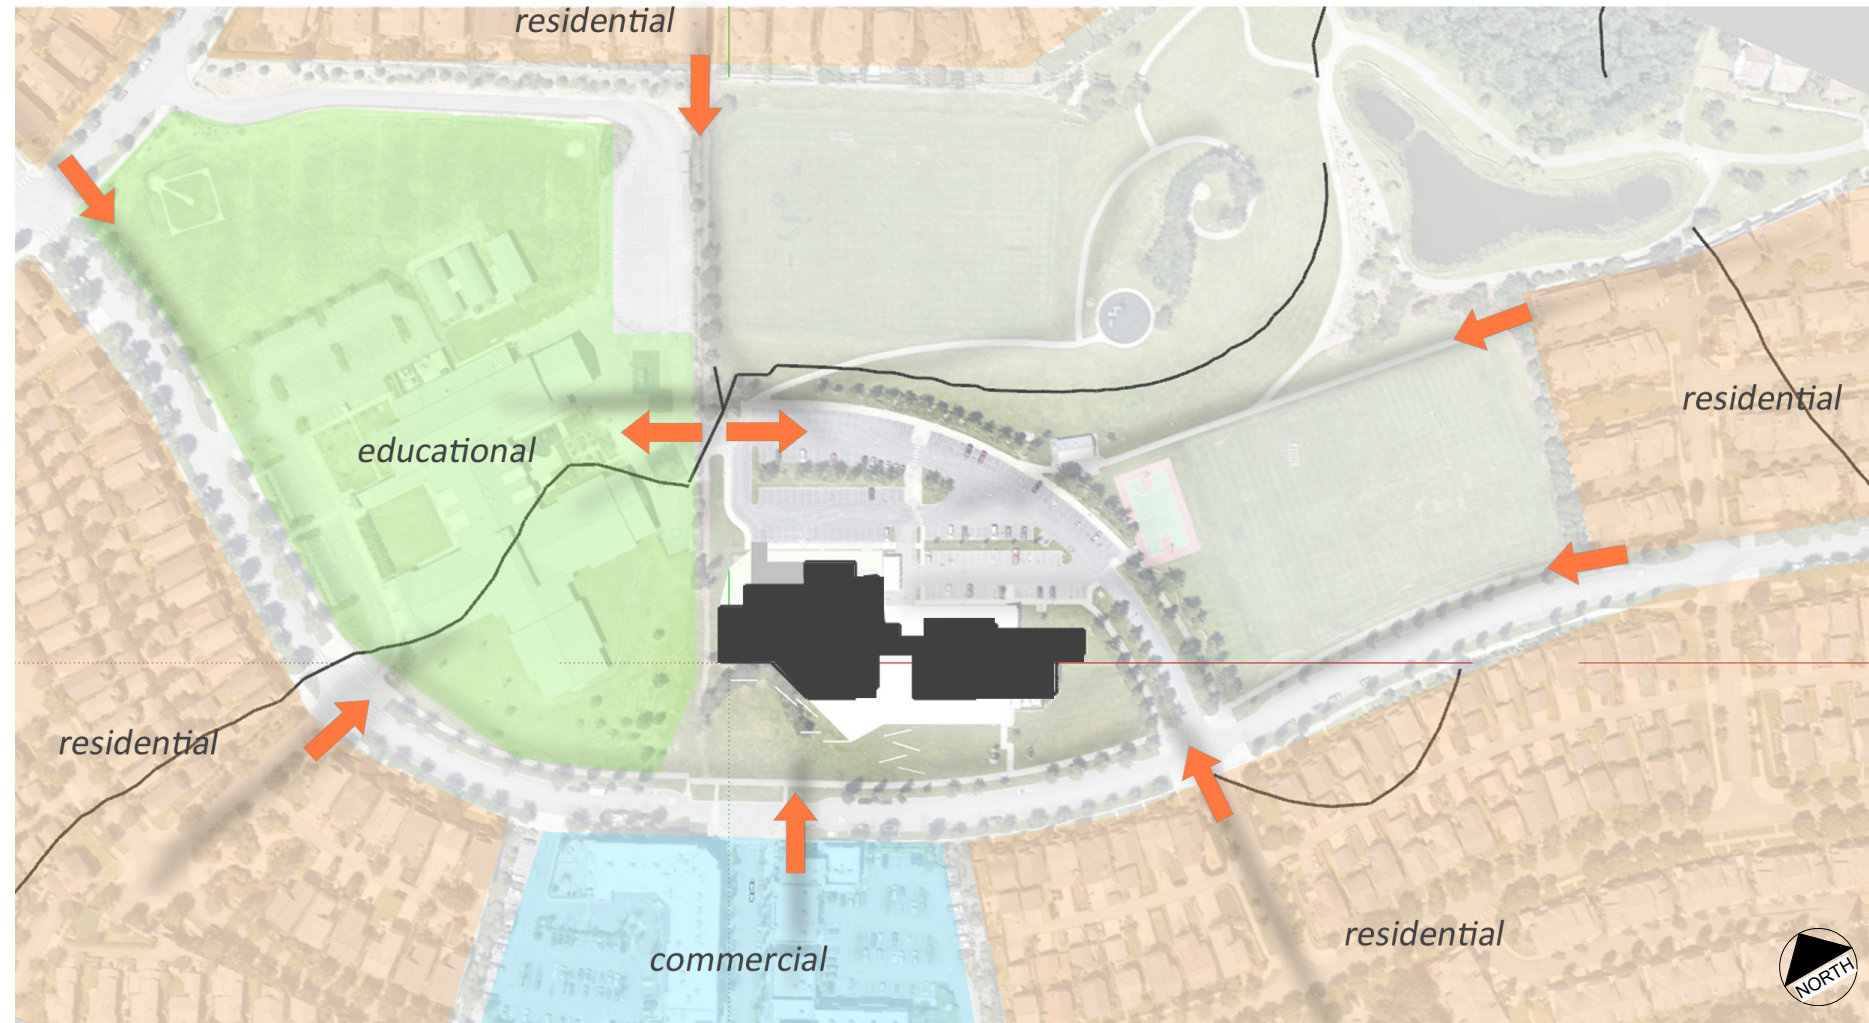 residential
residential
educational
residential
residential
commercial
NORTH